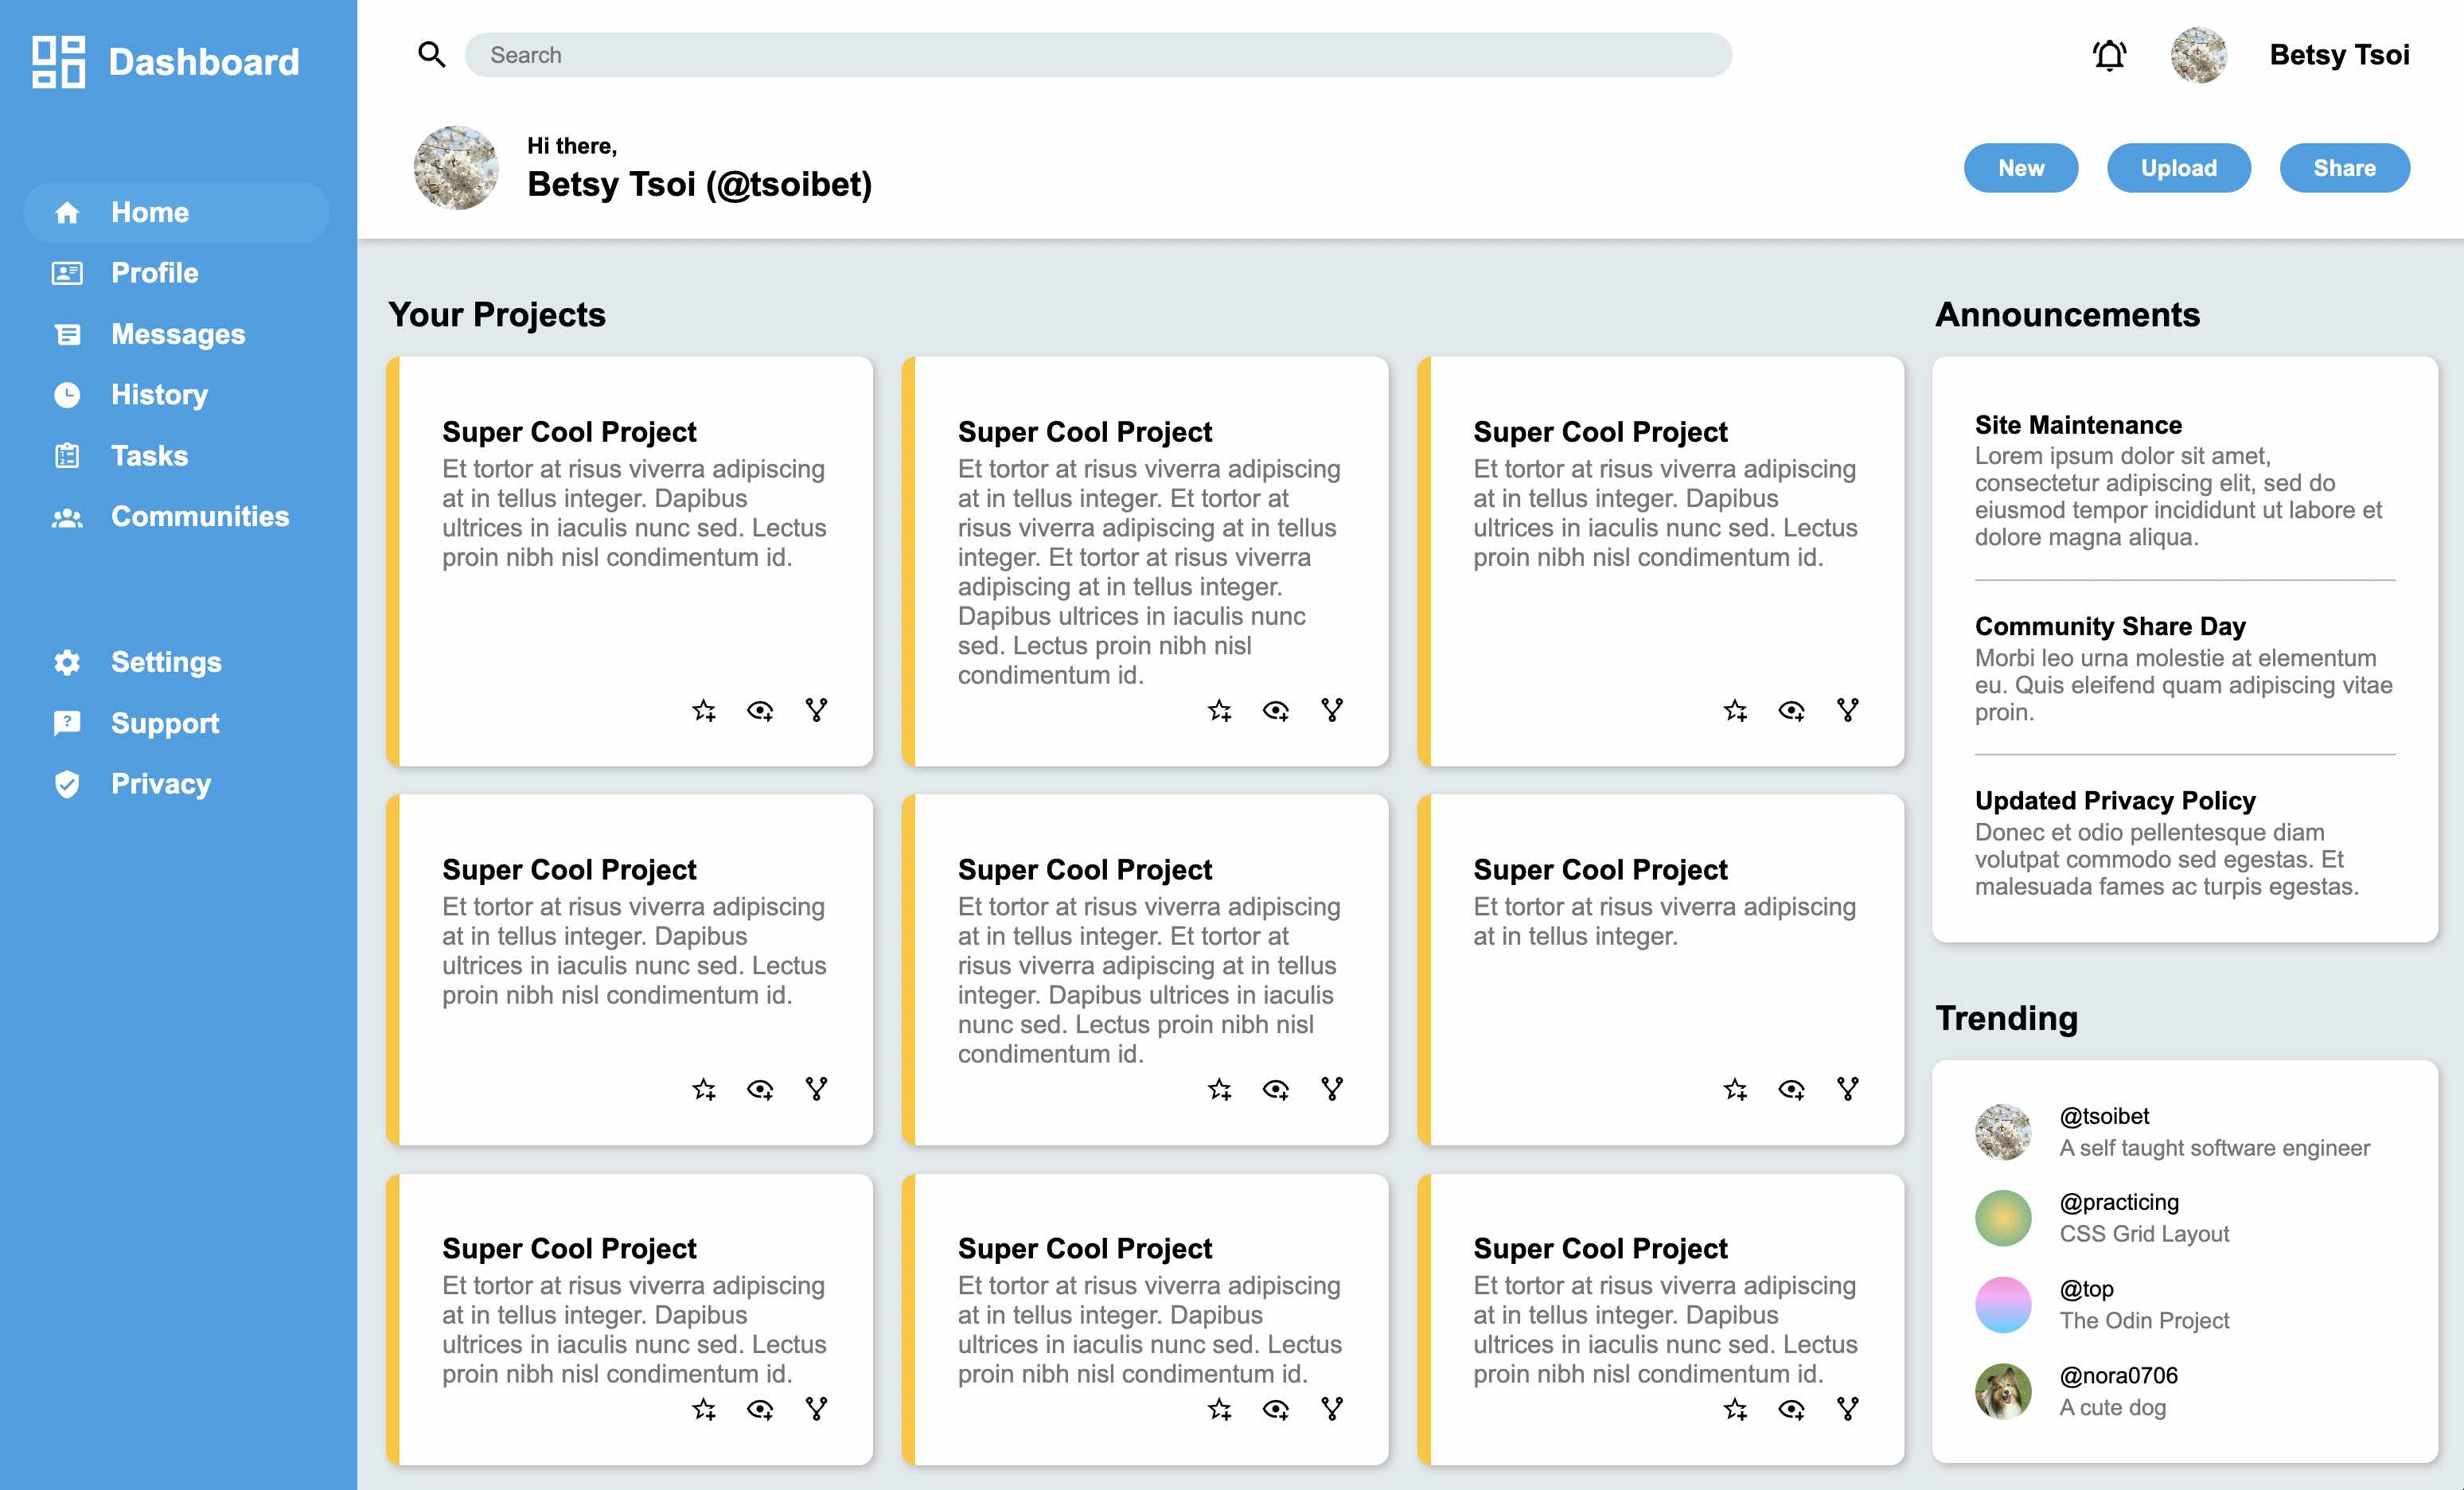 Dashboard
Home
Profile
Messages
History
Tasks
Communities
Settings
Support
Privacy
Search
Betsy Tsoi
Hi there,
Betsy Tsoi (@tsoibet)
New
Upload
Share
Your Projects
Super Cool Project
Et tortor at risus viverra adipiscing
at in tellus integer. Dapibus
ultrices in iaculis nunc sed. Lectus
proin nibh nisl condimentum id.
Super Cool Project
Et tortor at risus viverra adipiscing
at in tellus integer. Et tortor at
risus viverra adipiscing at in tellus
integer. Et tortor at risus viverra
adipiscing at in tellus integer.
Dapibus ultrices in iaculis nunc
sed. Lectus proin nibh nisl
condimentum id.
Super Cool Project
Et tortor at risus viverra adipiscing
at in tellus integer. Dapibus
ultrices in iaculis nunc sed. Lectus
proin nibh nisl condimentum id.
Super Cool Project
Et tortor at risus viverra adipiscing
at in tellus integer. Dapibus
ultrices in iaculis nunc sed. Lectus
proin nibh nisl condimentum id.
Super Cool Project
Et tortor at risus viverra adipiscing
at in tellus integer. Et tortor at
risus viverra adipiscing at in tellus
integer. Dapibus ultrices in iaculis
nunc sed. Lectus proin nibh nisl
condimentum id.
Super Cool Project
Et tortor at risus viverra adipiscing
at in tellus integer.
Super Cool Project
Et tortor at risus viverra adipiscing
at in tellus integer. Dapibus
ultrices in iaculis nunc sed. Lectus
proin nibh nisl condimentum id.
Super Cool Project
Et tortor at risus viverra adipiscing
at in tellus integer. Dapibus
ultrices in iaculis nunc sed. Lectus
proin nibh nisl condimentum id.
Super Cool Project
Et tortor at risus viverra adipiscing
at in tellus integer. Dapibus
ultrices in iaculis nunc sed. Lectus
proin nibh nisl condimentum id.
Announcements
Site Maintenance
Lorem ipsum dolor sit amet,
consectetur adipiscing elit, sed do
eiusmod tempor incididunt ut labore et
dolore magna aliqua.
Community Share Day
Morbi leo urna molestie at elementum
eu. Quis eleifend quam adipiscing vitae
proin.
Updated Privacy Policy
Donec et odio pellentesque diam
volutpat commodo sed egestas. Et
malesuada fames ac turpis egestas.
Trending
@tsoibet
A self taught software engineer
@practicing
CSS Grid Layout
@top
The Odin Project
@nora0706
A cute dog